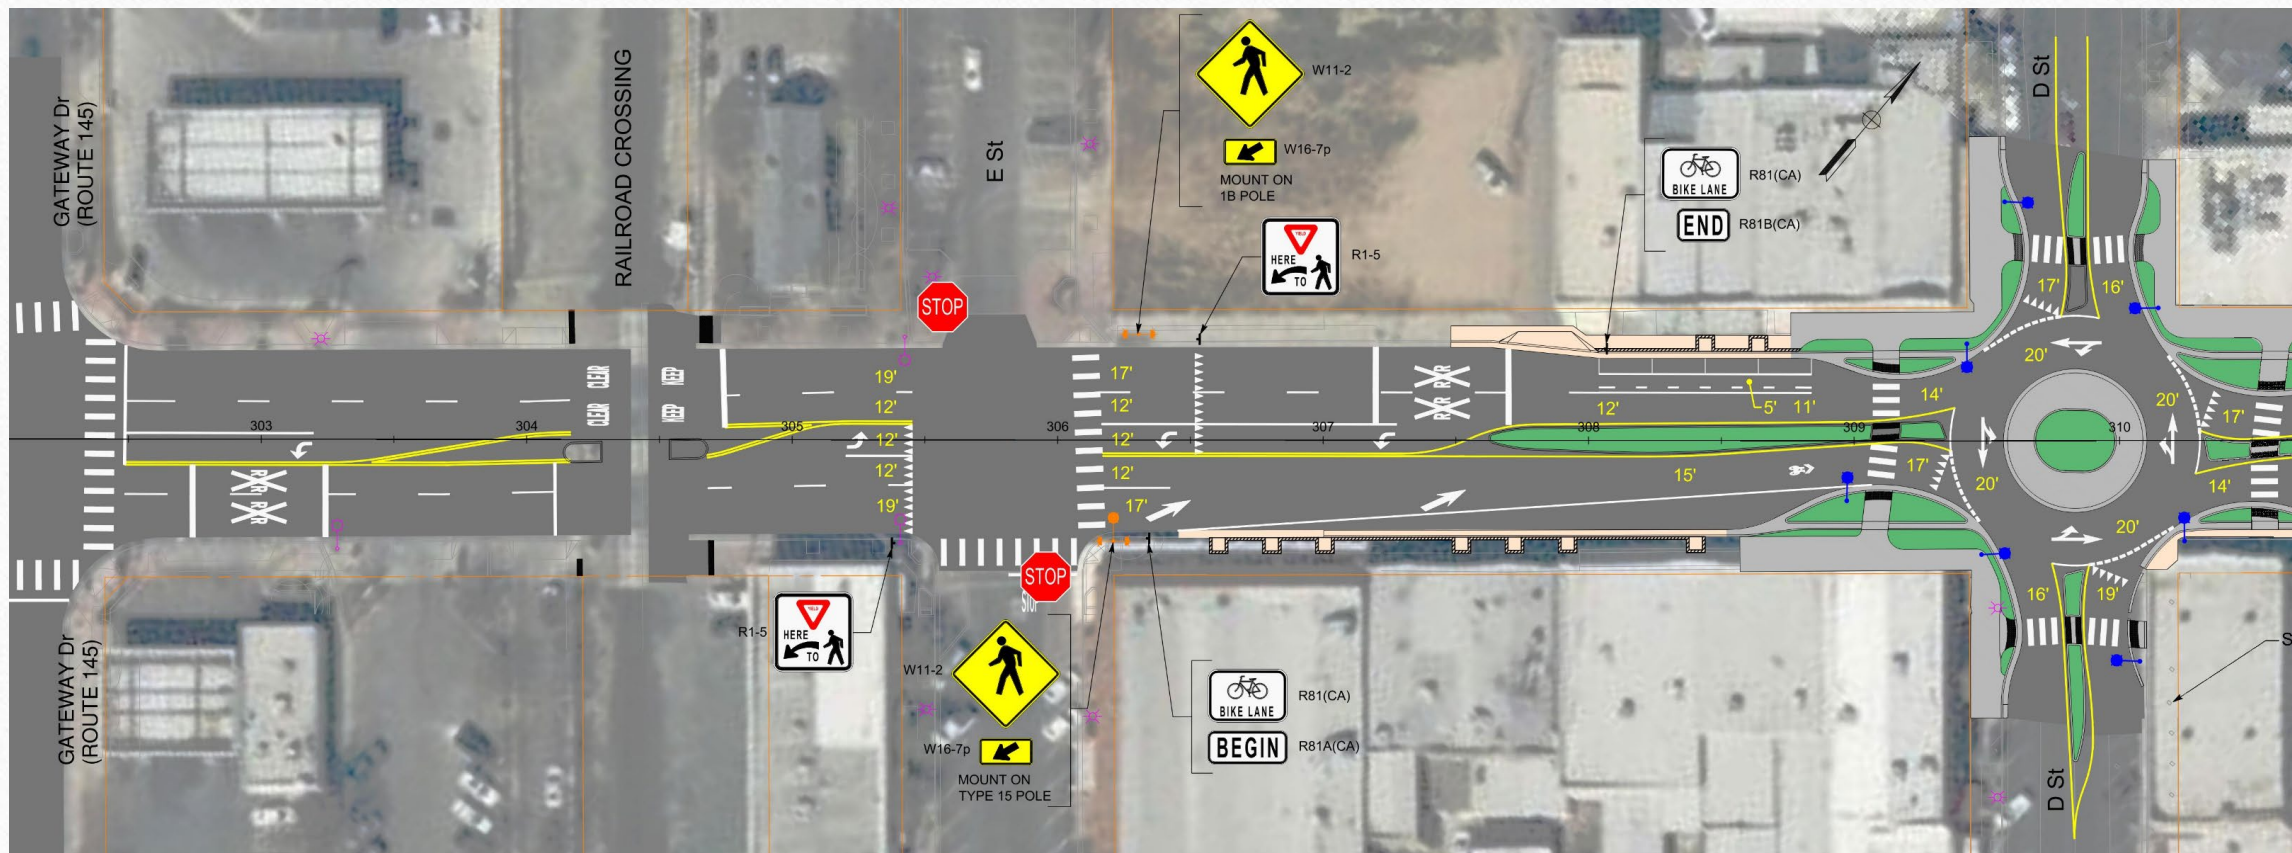 GATEWAY Dr
(ROUTE 145)
RAILROAD CROSSING
E St
D St
W11-2
W16-7p
MOUNT ON
1B POLE
YIELD
HERE
TO
R1-5
BIKE LANE
R81(CA)
END
R81B(CA)
STOP
CLEAR
CLEAR
KEEP
KEEP
RXR
RXR
303
304
305
306
307
308
309
310
19'
12'
12'
12'
19'
17'
12'
12'
12'
17'
12'
5'
11'
15'
14'
17'
17'
16'
20'
20'
20'
20'
17'
14'
16'
19'
RXR
RXR
STOP
STOP
R1-5
YIELD
HERE
TO
W11-2
W16-7p
MOUNT ON
TYPE 15 POLE
BIKE LANE
R81(CA)
BEGIN
R81A(CA)
GATEWAY Dr
(ROUTE 145)
D St
S